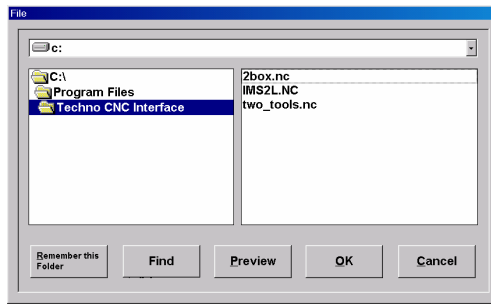 File
c:
C:\
Program Files
Techno CNC Interface
2box.nc
IMS2L.NC
two_tools.nc
Remember this
Folder
Find
Preview
OK
Cancel